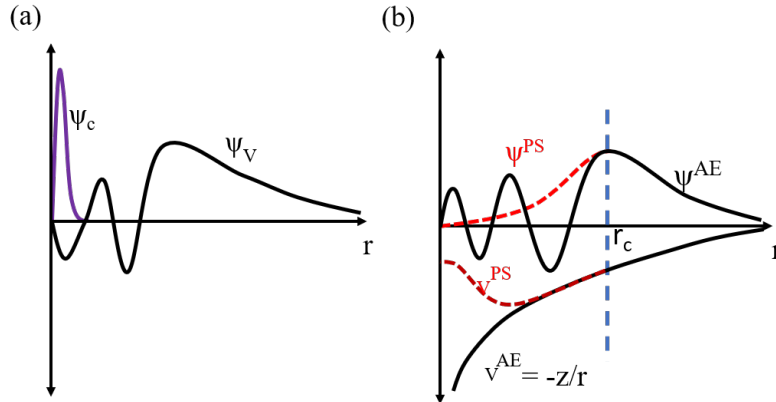 (a)
ψc
ψV
r
(b)
ψPS
ψAE
rc
r
VPS
VAE = -z/r